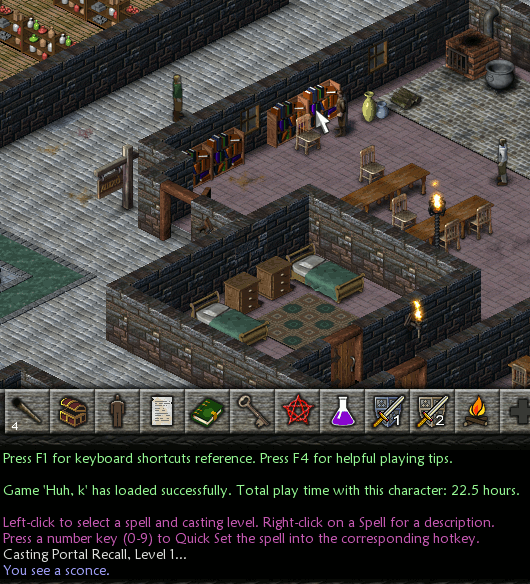 4
1
2
Press F1 for keyboard shortcuts reference. Press F4 for helpful playing tips.
Game 'Huh, k' has loaded successfully. Total play time with this character: 22.5 hours.
Left-click to select a spell and casting level. Right-click on a Spell for a description.
Press a number key (0-9) to Quick Set the spell into the corresponding hotkey.
Casting Portal Recall, Level 1...
You see a sconce.